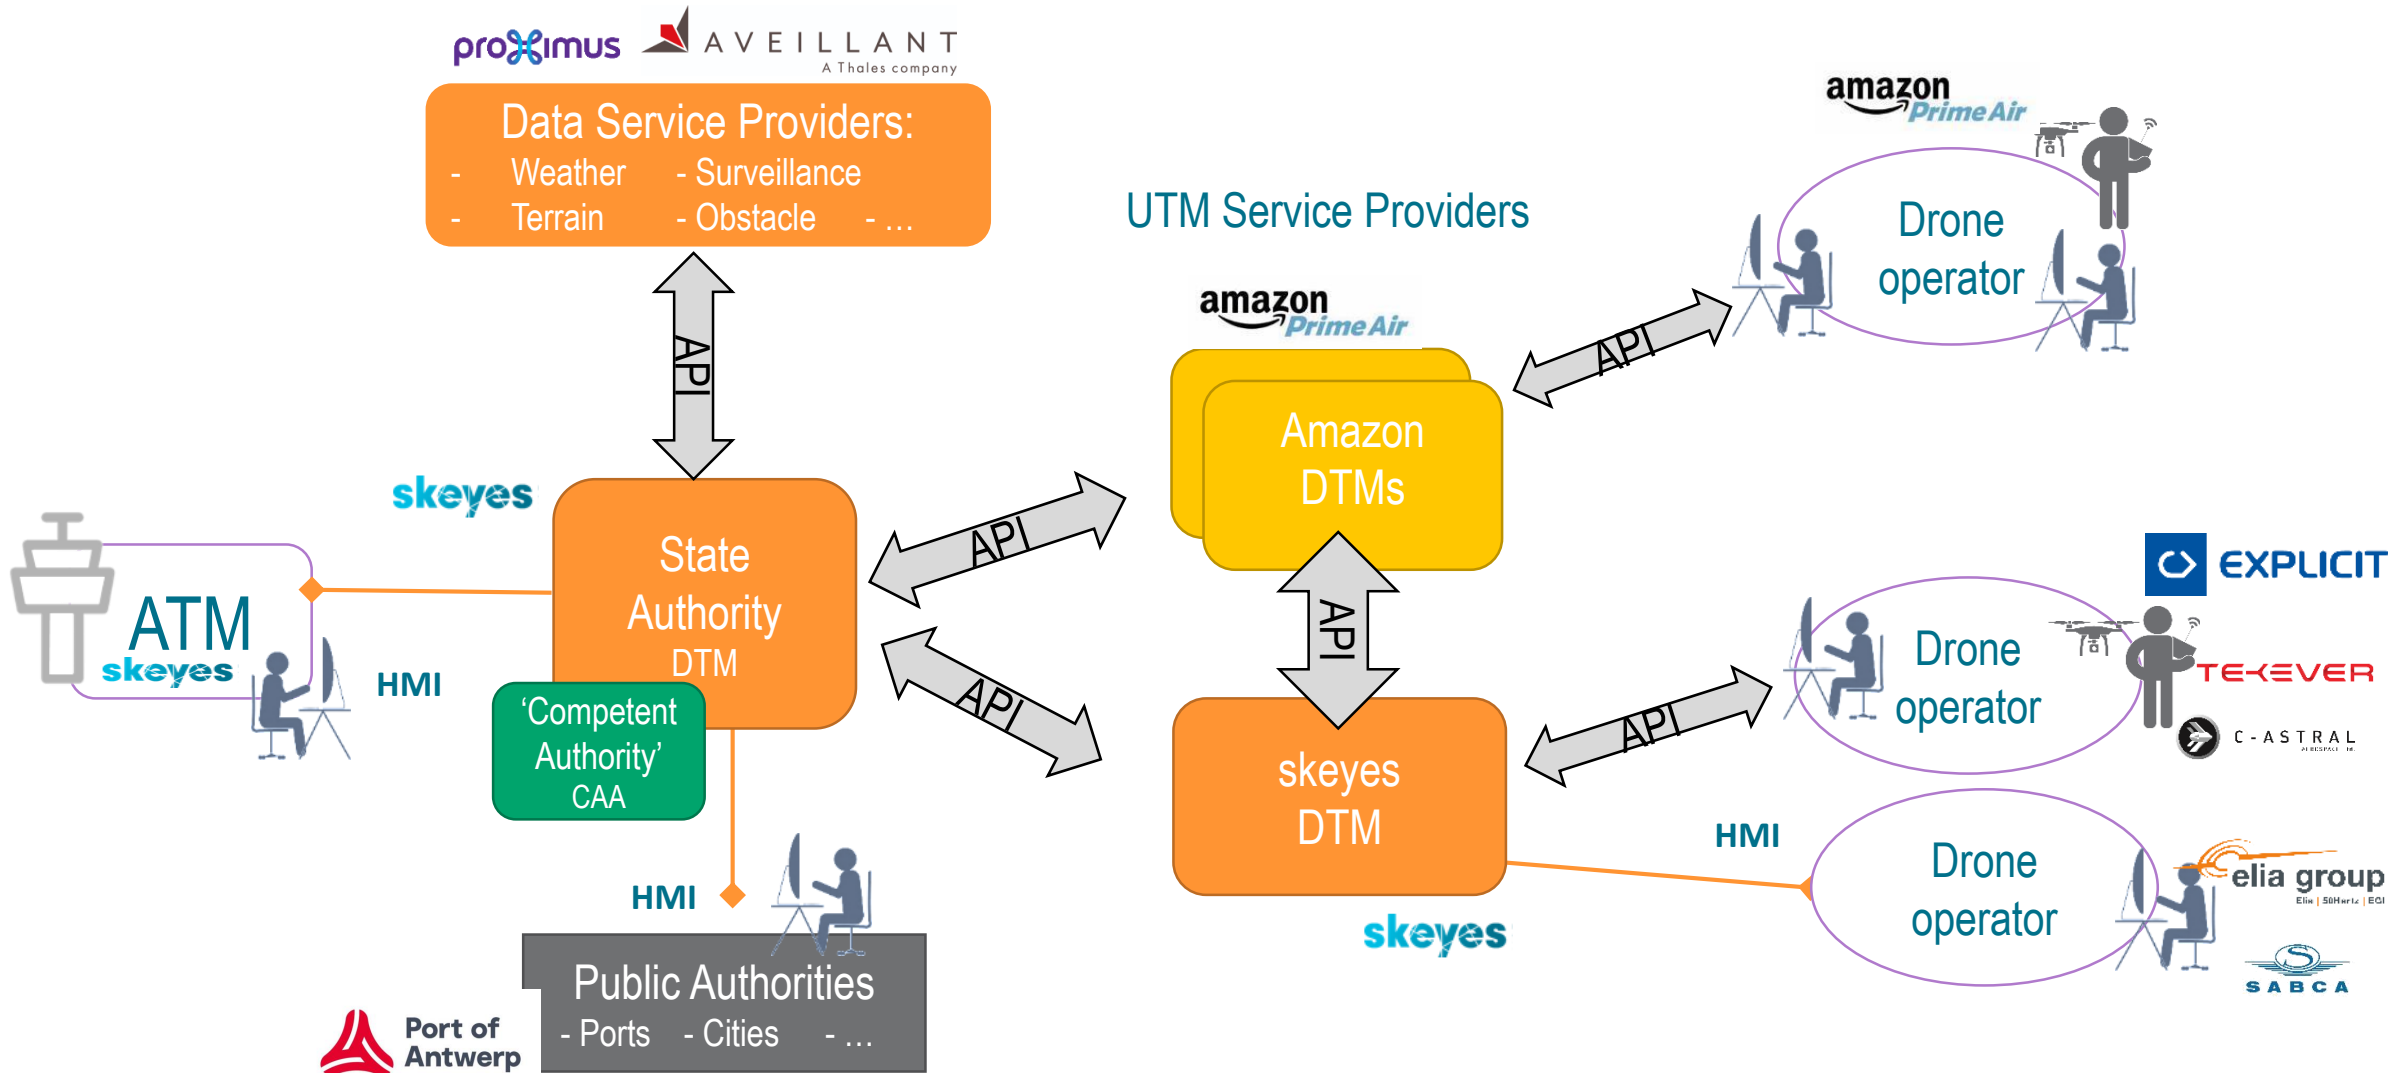 proximus
AVEILLANT
A Thales company
Data Service Providers:
- Weather - Surveillance
- Terrain - Obstacle - ...
API
UTM Service Providers
amazon
Prime Air
amazon
Prime Air
Drone
operator
API
Amazon
DTMs
API
skeyes
State
Authority
DTM
'Competent
Authority'
CAA
ATM
skeyes
HMI
API
API
skeyes
DTM
skeyes
API
EXPLICIT
Drone
operator
TEKEVER
C-ASTRAL
HMI
Drone
operator
elia group
Elia | 50Hertz | EGI
SABCA
HMI
Public Authorities
- Ports - Cities - ...
Port of
Antwerp